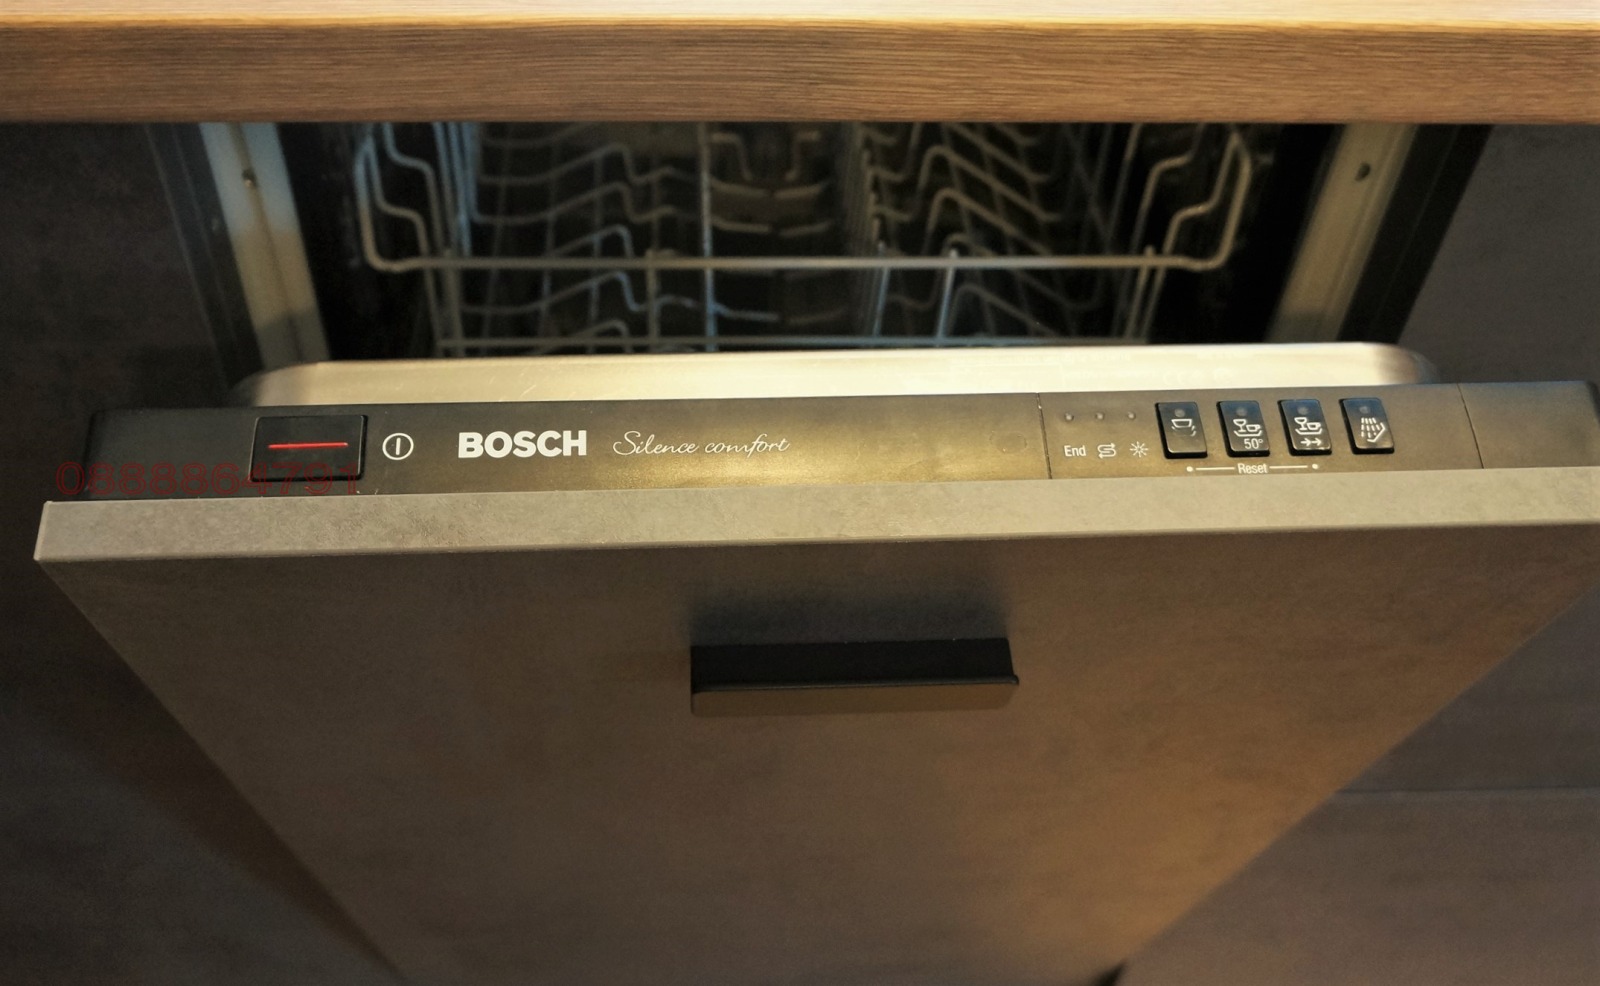 BOSCH Silence comfort
End
50°
Reset
0888864791